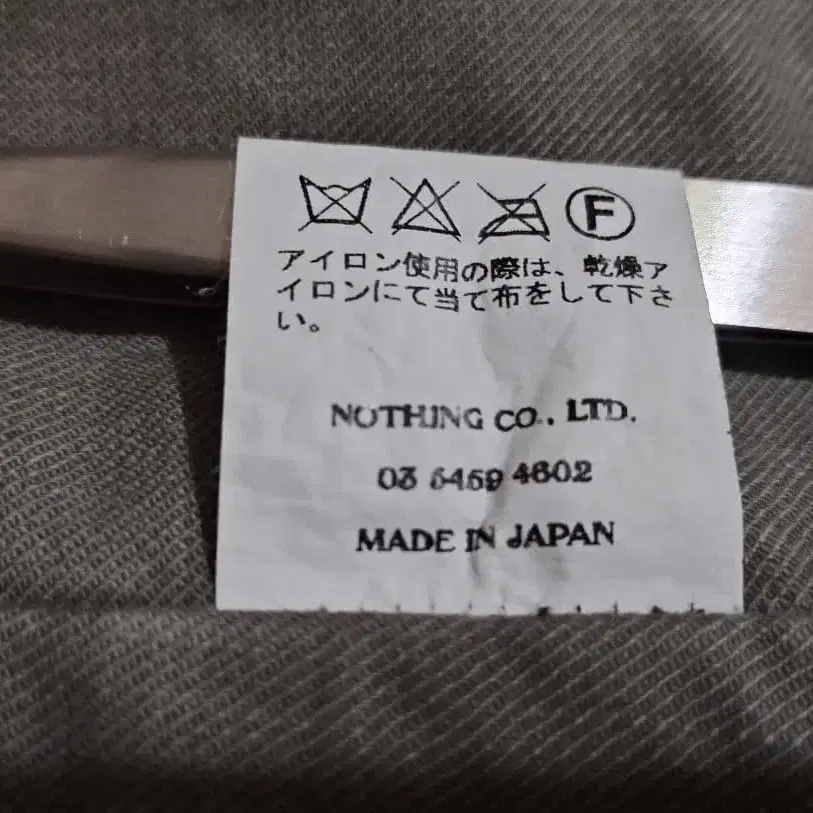 F
アイロン使用の際は、乾燥ア
イロンにて当て布をして下さ
い。
NOTHING CO., LTD.
03 5459 4602
MADE IN JAPAN